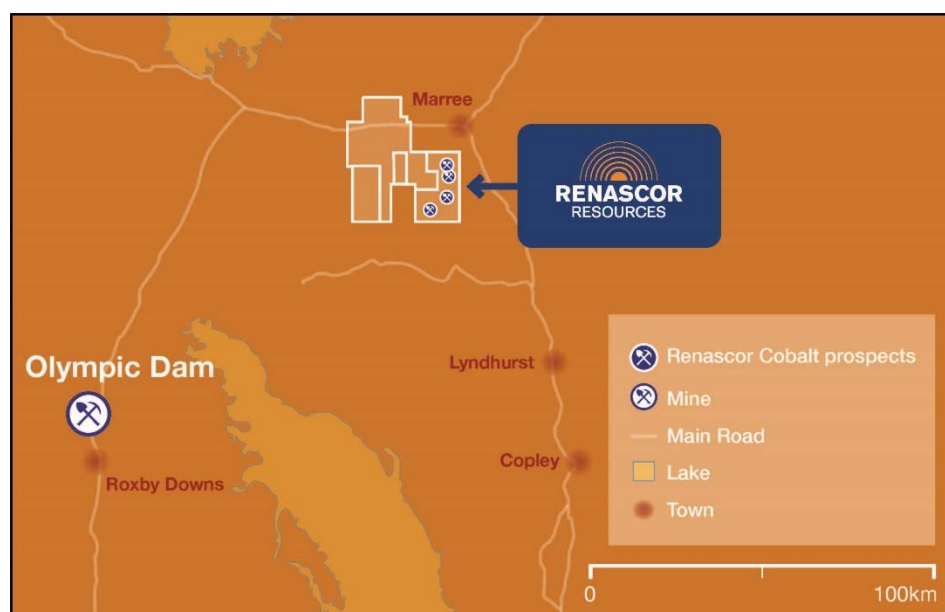 Marree
RENASCOR
RESOURCES
Olympic Dam
Roxby Downs
Lyndhurst
Copley
Renascor Cobalt prospects
Mine
Main Road
Lake
Town
0
100km